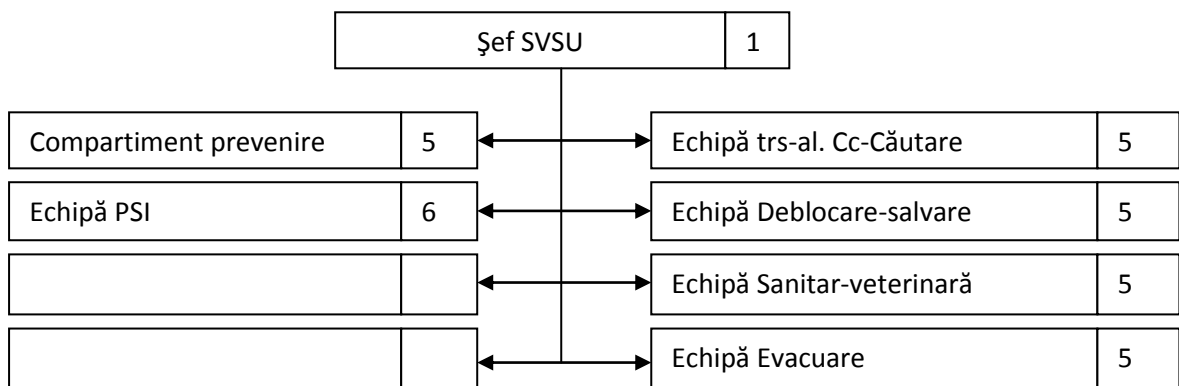 Şef SVSU 1
Compartiment prevenire 5
Echipă trs-al. Cc-Căutare 5
Echipă PSI 6
Echipă Deblocare-salvare 5
Echipă Sanitar-veterinară 5
Echipă Evacuare 5